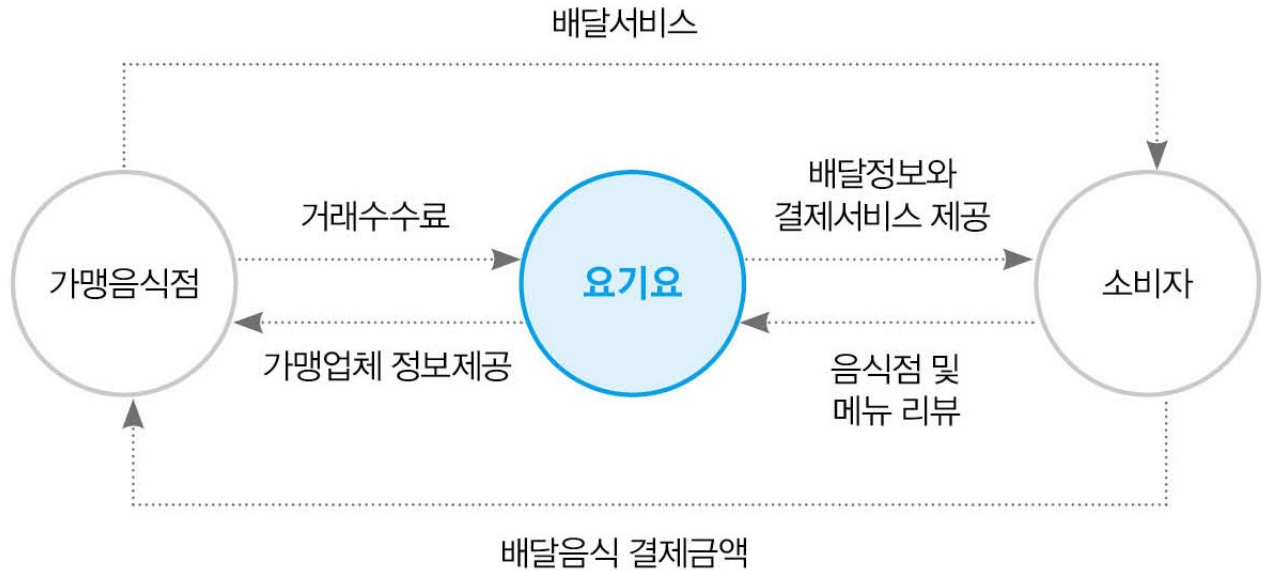 배달서비스
배달정보와
결제서비스 제공
거래수수료
가맹음식점
요기요
소비자
가맹업체 정보제공
음식점 및
메뉴 리뷰
배달음식 결제금액